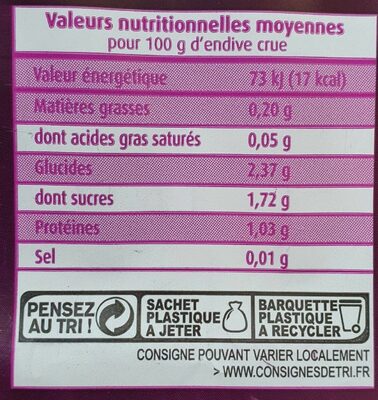 Valeurs nutritionnelles moyennes
pour 100 g d'endive crue
Valeur énergétique 73 kJ (17 kcal)
Matières grasses 0,20 g
dont acides gras saturés 0,05 g
Glucides 2,37 g
dont sucres 1,72 g
Protéines 1,03 g
Sel 0,01 g
PENSEZ
AU TRI !
SACHET
PLASTIQUE
À JETER
BARQUETTE
PLASTIQUE
À RECYCLER
CONSIGNE POUVANT VARIER LOCALEMENT
> WWW.CONSIGNESDETRI.FR